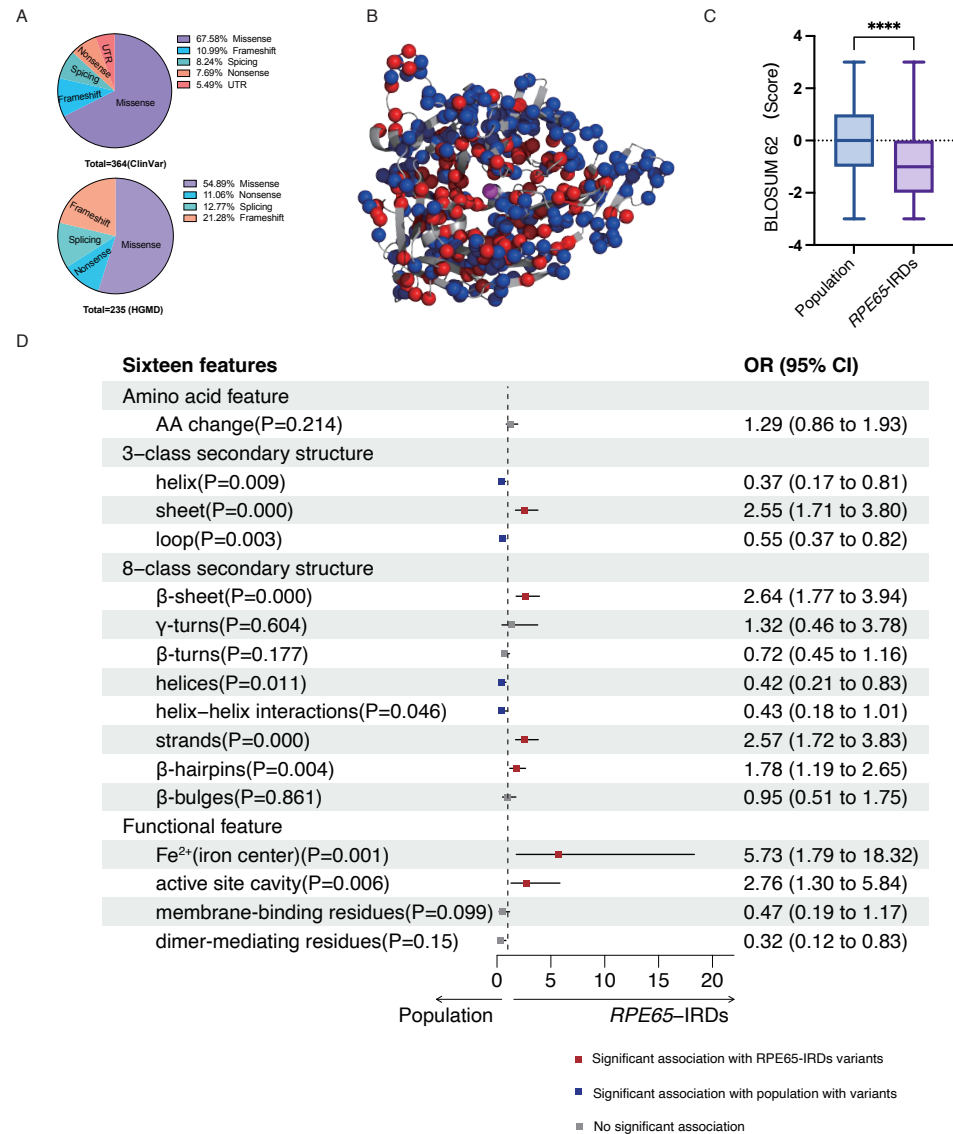 A
UTR
Nonsense
Spicing
Frameshift
Missense
67.58% Missense
10.99% Frameshift
8.24% Spicing
7.69% Nonsense
5.49% UTR
Total=364(ClinVar)
Frameshift
Splicing
Nonsense
Missense
54.89% Missense
11.06% Nonsense
12.77% Splicing
21.28% Frameshift
Total=235 (HGMD)
B
C
****
BLOSUM 62 (Score)
4
2
0
-2
-4
Population
RPE65-IRDs
D
Sixteen features OR (95% CI)
Amino acid feature
AA change(P=0.214) 1.29 (0.86 to 1.93)
3−class secondary structure
helix(P=0.009) 0.37 (0.17 to 0.81)
sheet(P=0.000) 2.55 (1.71 to 3.80)
loop(P=0.003) 0.55 (0.37 to 0.82)
8−class secondary structure
β-sheet(P=0.000) 2.64 (1.77 to 3.94)
γ-turns(P=0.604) 1.32 (0.46 to 3.78)
β-turns(P=0.177) 0.72 (0.45 to 1.16)
helices(P=0.011) 0.42 (0.21 to 0.83)
helix−helix interactions(P=0.046) 0.43 (0.18 to 1.01)
strands(P=0.000) 2.57 (1.72 to 3.83)
β-hairpins(P=0.004) 1.78 (1.19 to 2.65)
β-bulges(P=0.861) 0.95 (0.51 to 1.75)
Functional feature
Fe²⁺(iron center)(P=0.001) 5.73 (1.79 to 18.32)
active site cavity(P=0.006) 2.76 (1.30 to 5.84)
membrane-binding residues(P=0.099) 0.47 (0.19 to 1.17)
dimer-mediating residues(P=0.15) 0.32 (0.12 to 0.83)
0 5 10 15 20
Population RPE65−IRDs
Significant association with RPE65-IRDs variants
Significant association with population with variants
No significant association